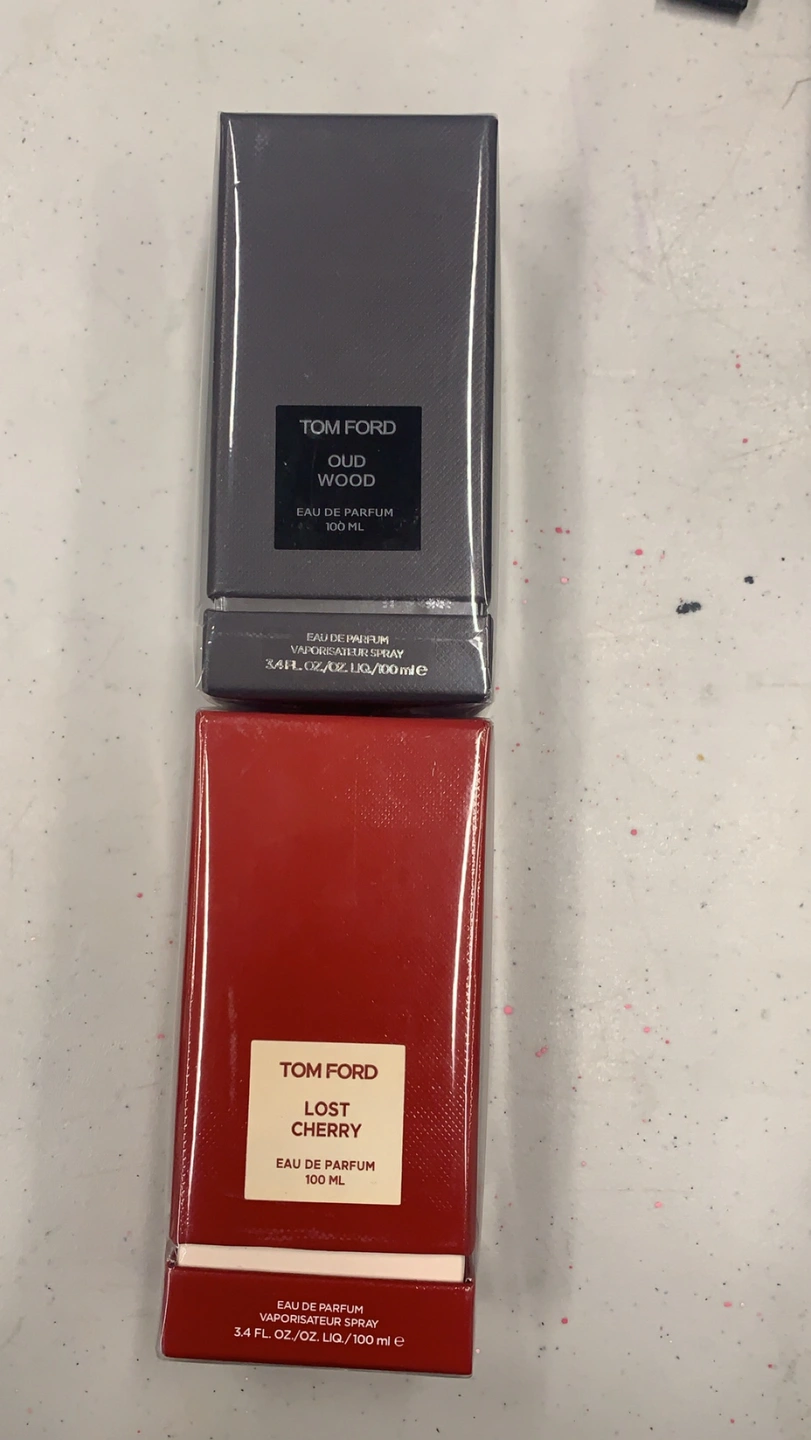 TOM FORD
OUD
WOOD
EAU DE PARFUM
100 ML
EAU DE PARFUM
VAPORISATEUR SPRAY
3.4 FL. OZ./OZ. LIQ./100 ml e
TOM FORD
LOST
CHERRY
EAU DE PARFUM
100 ML
EAU DE PARFUM
VAPORISATEUR SPRAY
3.4 FL. OZ./OZ. LIQ./100 ml e